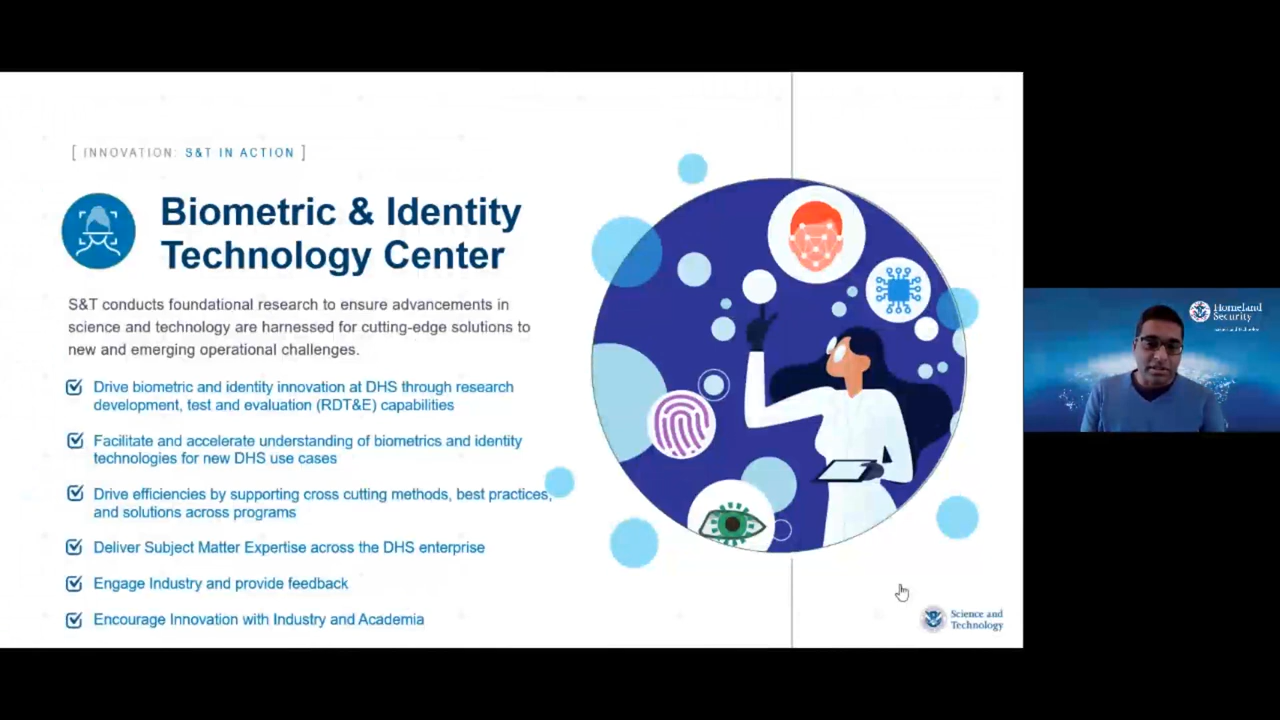 [ INNOVATION: S&T IN ACTION ]
Biometric & Identity
Technology Center
S&T conducts foundational research to ensure advancements in
science and technology are harnessed for cutting-edge solutions to
new and emerging operational challenges.
Drive biometric and identity innovation at DHS through research
development, test and evaluation (RDT&E) capabilities
Facilitate and accelerate understanding of biometrics and identity
technologies for new DHS use cases
Drive efficiencies by supporting cross cutting methods, best practices,
and solutions across programs
Deliver Subject Matter Expertise across the DHS enterprise
Engage Industry and provide feedback
Encourage Innovation with Industry and Academia
Science and
Technology
Homeland
Security